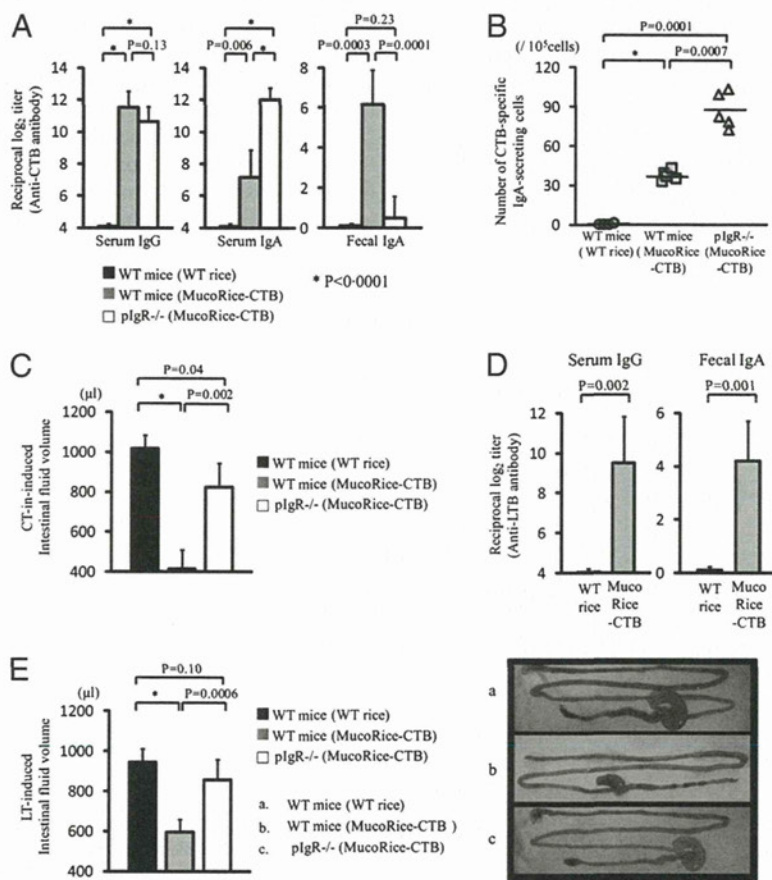 A
*
* P=0.13
Reciprocal log2 titer
(Anti-CTB antibody)
12
10
8
6
4
Serum IgG
*
P=0.006 *
12
10
8
6
4
Serum IgA
P=0.23
P=0.0003 P=0.0001
8
6
4
2
0
Fecal IgA
WT mice (WT rice)
WT mice (MucoRice-CTB)
pIgR-/- (MucoRice-CTB)
* P<0·0001
B
(/ 10⁵cells)
P=0.0001
* P=0.0007
Number of CTB-specific
IgA-secreting cells
120
90
60
30
0
WT mice
(WT rice)
WT mice
(MucoRice
-CTB)
pIgR-/-
(MucoRice
-CTB)
C
(µl)
P=0.04
* P=0.002
CT-in-induced
Intestinal fluid volume
1000
800
600
400
WT mice (WT rice)
WT mice (MucoRice-CTB)
pIgR-/- (MucoRice-CTB)
D
Serum IgG
P=0.002
Reciprocal log2 titer
(Anti-LTB antibody)
12
10
8
6
4
WT
rice
Muco
Rice
-CTB
Fecal IgA
P=0.001
6
4
2
0
WT
rice
Muco
Rice
-CTB
E
(µl)
P=0.10
* P=0.0006
LT-induced
Intestinal fluid volume
1000
800
600
400
WT mice (WT rice)
WT mice (MucoRice-CTB)
pIgR-/- (MucoRice-CTB)
a. WT mice (WT rice)
b. WT mice (MucoRice-CTB )
c. pIgR-/- (MucoRice-CTB)
a
b
c